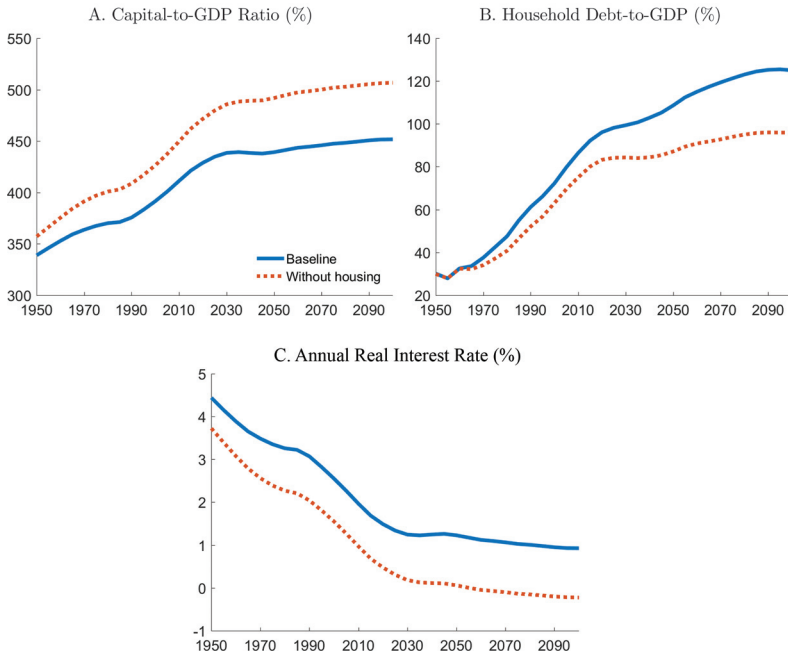 A. Capital-to-GDP Ratio (%)
550
500
450
400
350
300
1950 1970 1990 2010 2030 2050 2070 2090
Baseline
Without housing
B. Household Debt-to-GDP (%)
140
120
100
80
60
40
20
1950 1970 1990 2010 2030 2050 2070 2090
C. Annual Real Interest Rate (%)
5
4
3
2
1
0
-1
1950 1970 1990 2010 2030 2050 2070 2090